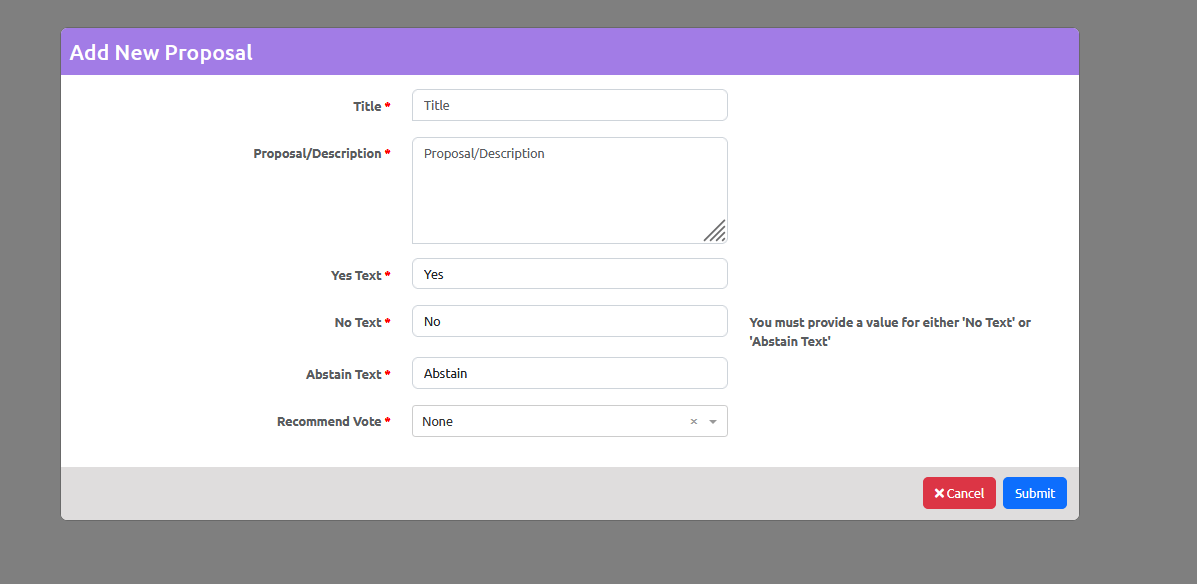 Add New Proposal
Title *
Title
Proposal/Description *
Proposal/Description
Yes Text *
Yes
No Text *
No
You must provide a value for either 'No Text' or
'Abstain Text'
Abstain Text *
Abstain
Recommend Vote *
None ×
×Cancel
Submit